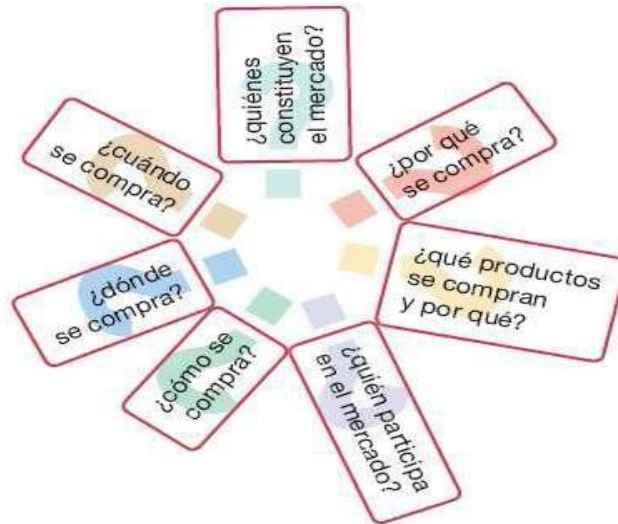 ¿quiénes
constituyen
el mercado?
¿por qué
se compra?
¿qué productos
se compran
y por qué?
¿quién participa
en el mercado?
¿cómo se
compra?
¿dónde
se compra?
¿cuándo
se compra?